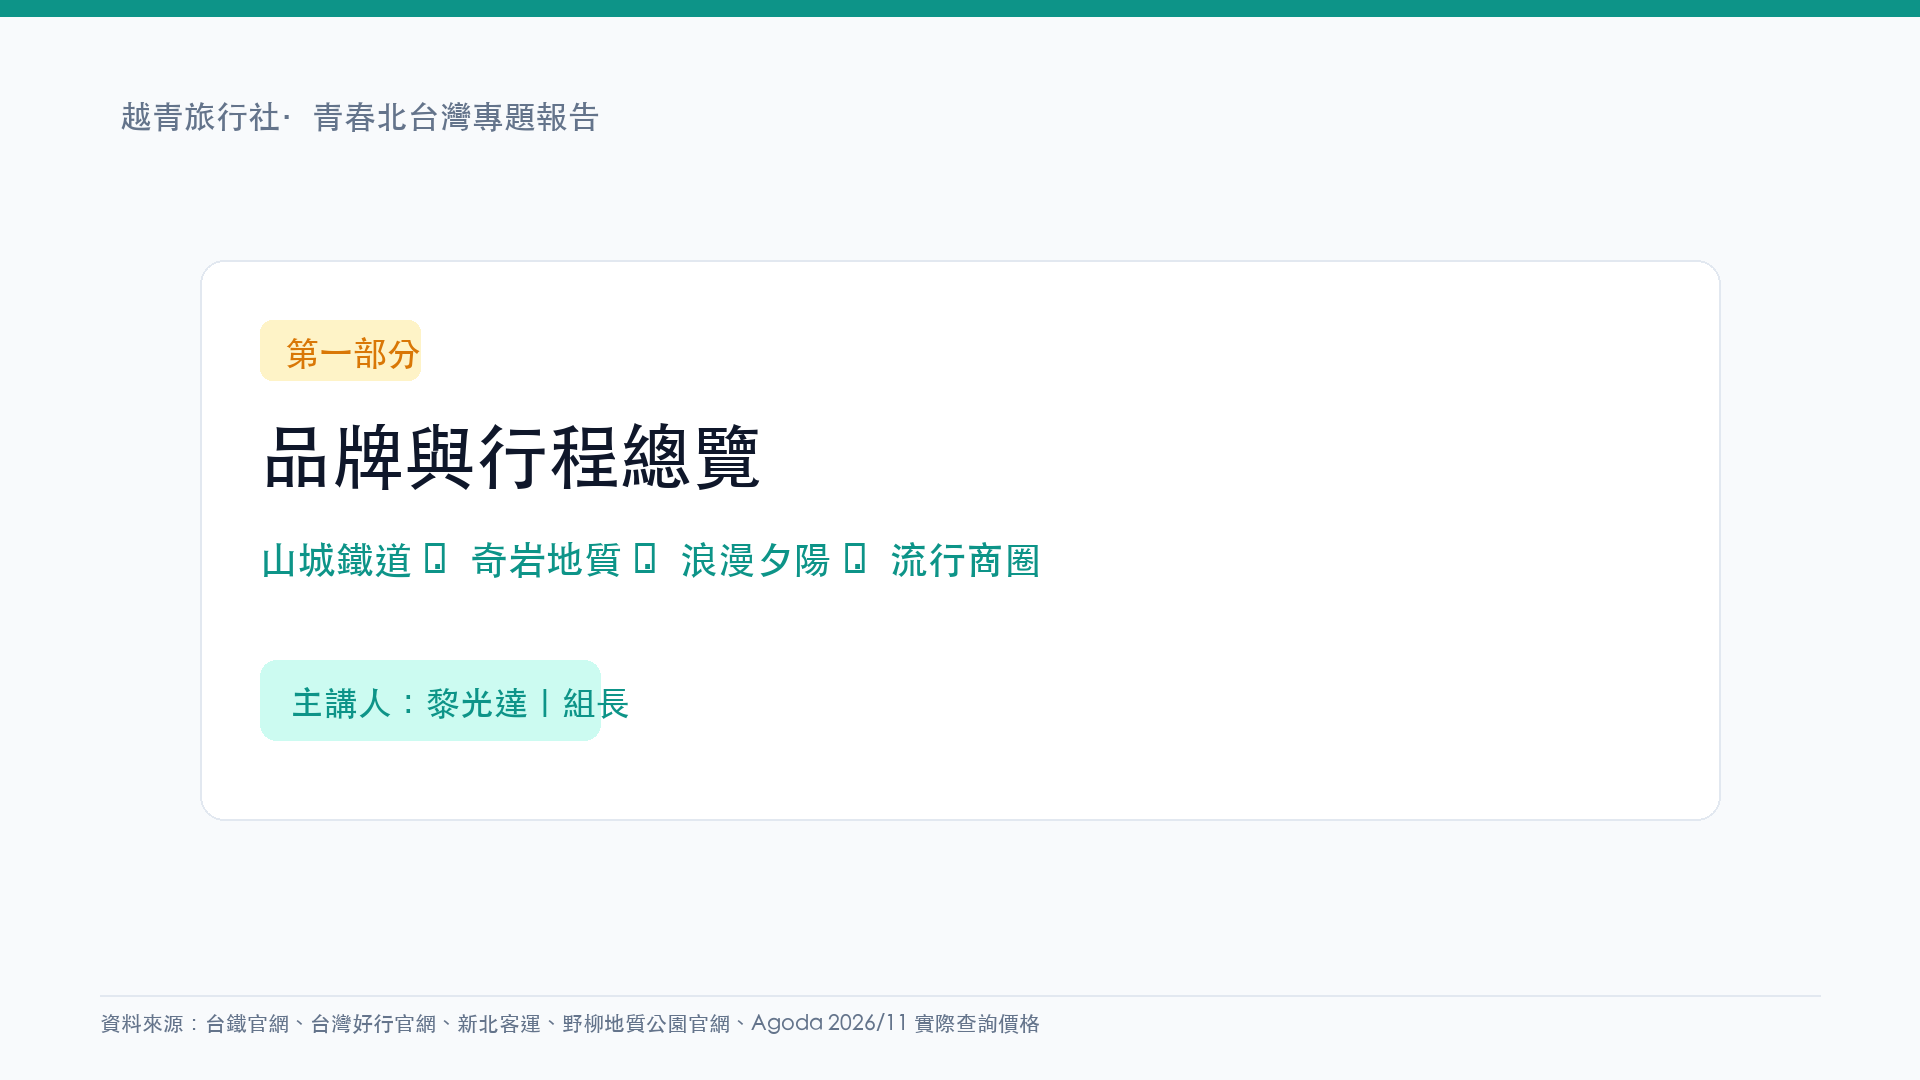 越青旅行社· 青春北台灣專題報告
第一部分
品牌與行程總覽
山城鐵道 奇岩地質 浪漫夕陽 流行商圈
主講人：黎光達｜組長
資料來源：台鐵官網、台灣好行官網、新北客運、野柳地質公園官網、Agoda 2026/11 實際查詢價格